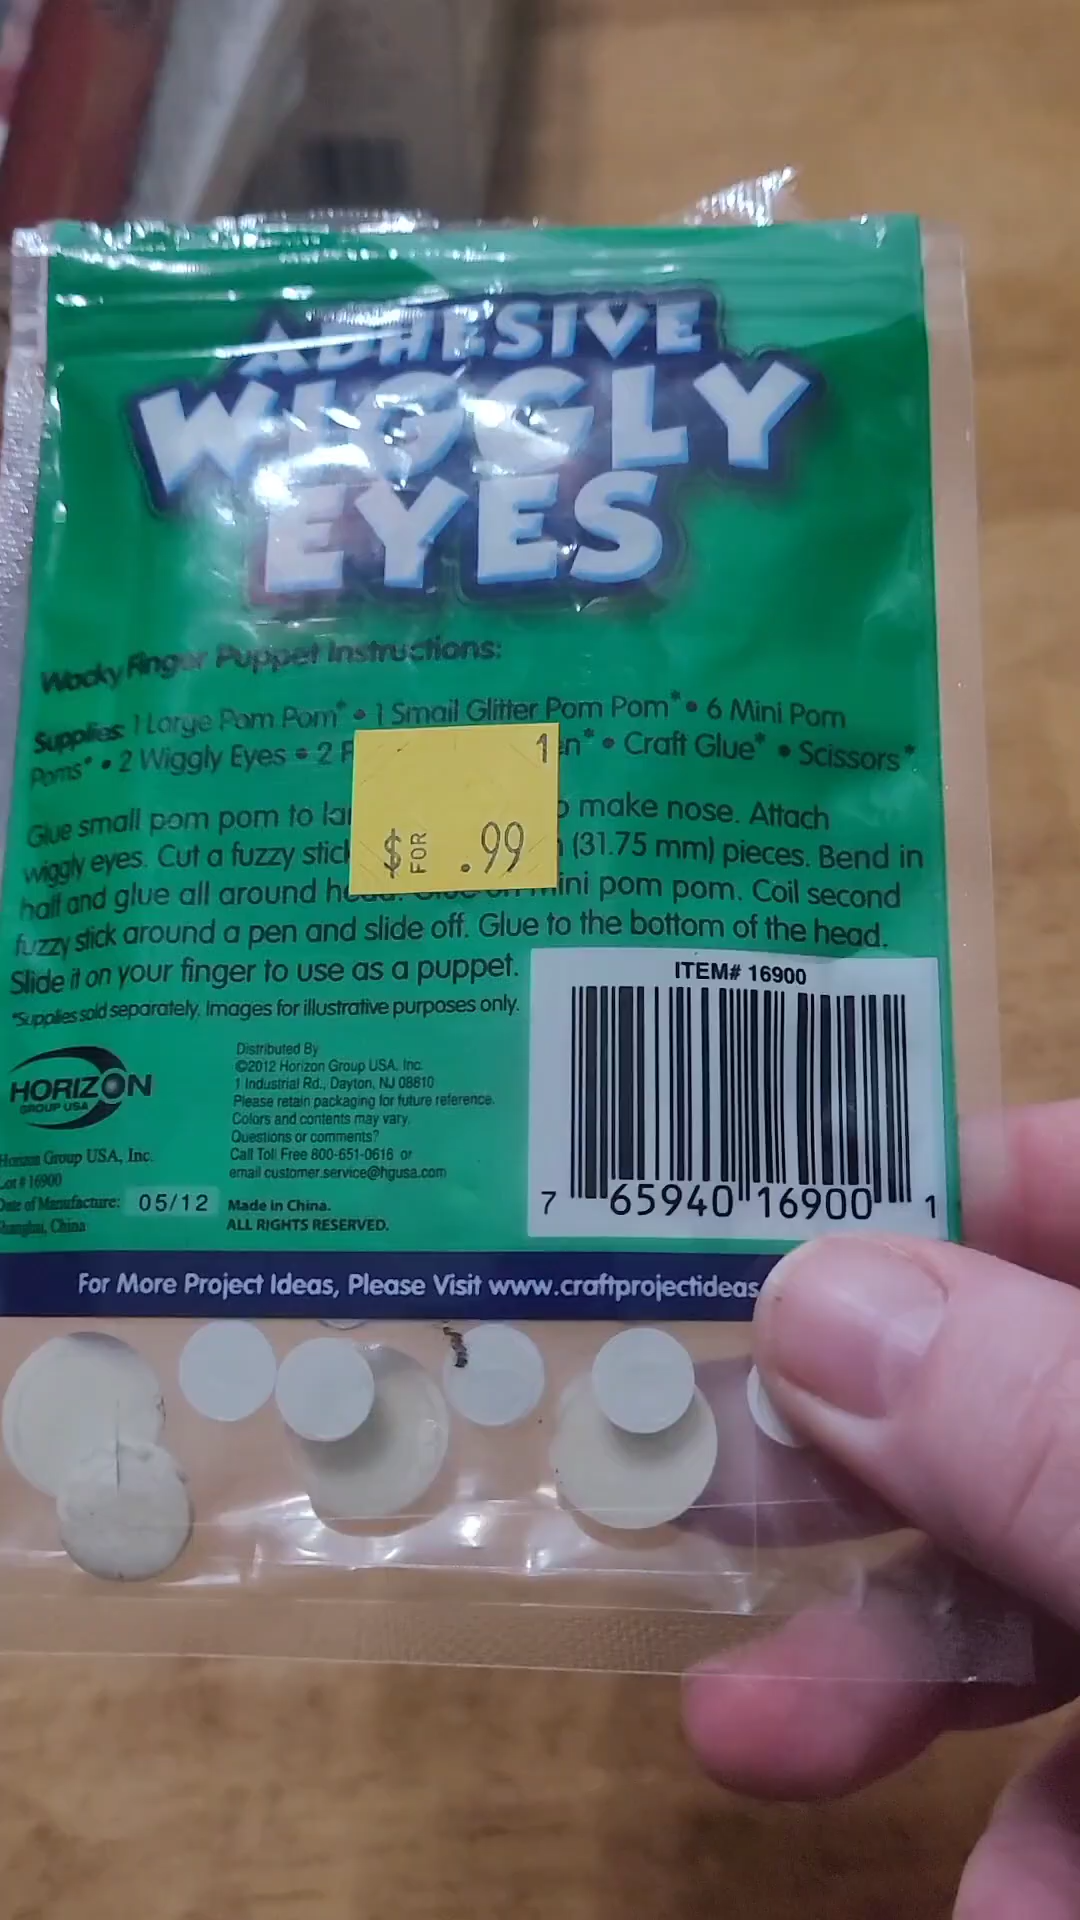 ADHESIVE
WIGGLY
EYES
Wacky Finger Puppet Instructions:
Supplies: 1 Large Pom Pom* • 1 Small Glitter Pom Pom* • 6 Mini Pom
Poms* • 2 Wiggly Eyes • 2 • Craft Glue* • Scissors*
Glue small pom pom to make nose. Attach
wiggly eyes. Cut a fuzzy stick (31.75 mm) pieces. Bend in
half and glue all around mini pom pom. Coil second
fuzzy stick around a pen and slide off. Glue to the bottom of the head.
Slide it on your finger to use as a puppet.
*Supplies sold separately. Images for illustrative purposes only.
1
$ FOR .99
ITEM# 16900
7 65940 16900 1
HORIZON
GROUP USA
Horizon Group USA, Inc.
Lot # 16900
Date of Manufacture: 05/12
Shanghai, China
Distributed By
©2012 Horizon Group USA, Inc.
1 Industrial Rd., Dayton, NJ 08810
Please retain packaging for future reference.
Colors and contents may vary.
Questions or comments?
Call Toll Free 800-651-0616 or
email customer.service@hgusa.com
Made in China.
ALL RIGHTS RESERVED.
For More Project Ideas, Please Visit www.craftprojectideas